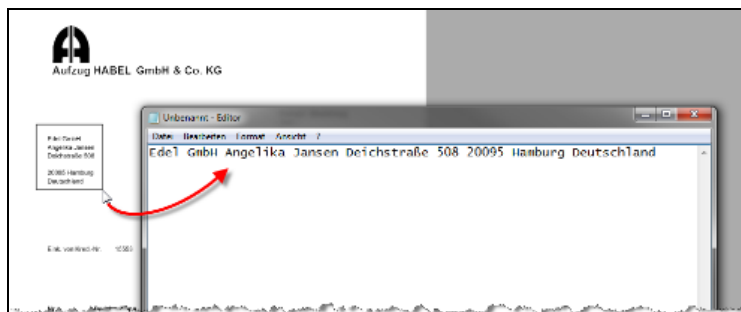 Aufzug HABEL GmbH & Co. KG
Unbenannt - Editor
Datei Bearbeiten Format Ansicht ?
Edel GmbH Angelika Jansen Deichstraße 508 20095 Hamburg Deutschland
Edel GmbH
Angelika Jansen
Deichstraße 508
20095 Hamburg
Deutschland